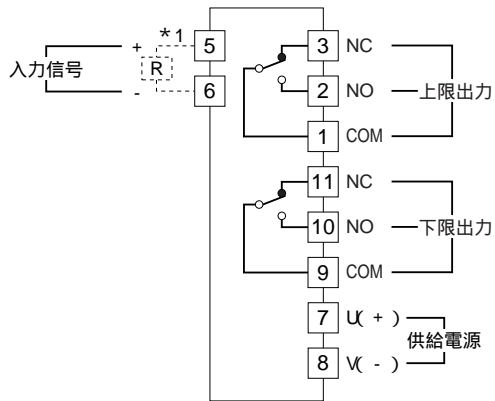 + *1 5 3 NC
入力信号 R
- 6 2 NO 上限出力
1 COM
11 NC
10 NO 下限出力
9 COM
7 U( + )
供給電源
8 V( - )